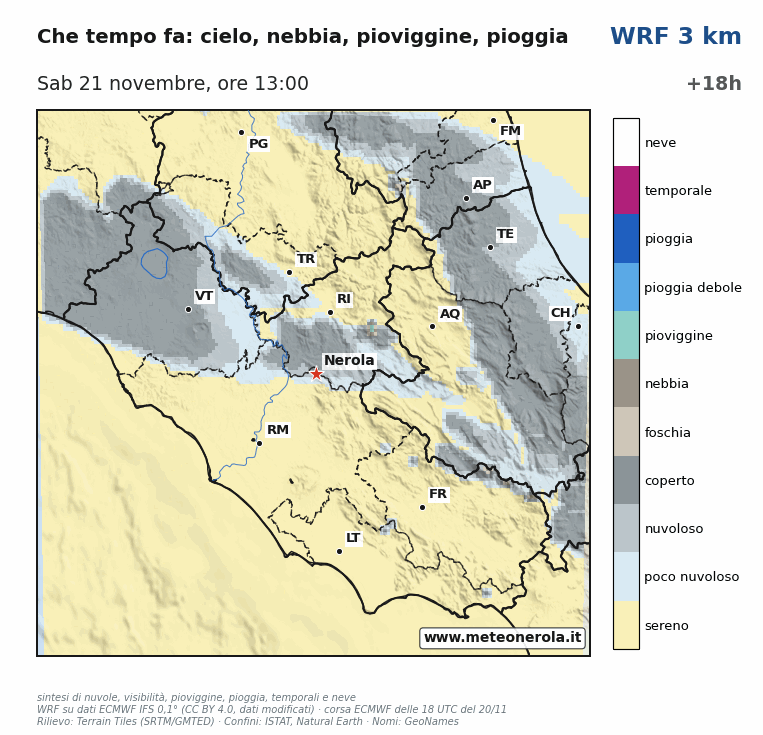 Che tempo fa: cielo, nebbia, pioviggine, pioggia
WRF 3 km
Sab 21 novembre, ore 13:00
+18h
FM
PG
AP
TE
TR
VT
RI
AQ
CH
Nerola
RM
FR
LT
www.meteonerola.it
neve
temporale
pioggia
pioggia debole
pioviggine
nebbia
foschia
coperto
nuvoloso
poco nuvoloso
sereno
sintesi di nuvole, visibilità, pioviggine, pioggia, temporali e neve
WRF su dati ECMWF IFS 0,1° (CC BY 4.0, dati modificati) · corsa ECMWF delle 18 UTC del 20/11
Rilievo: Terrain Tiles (SRTM/GMTED) · Confini: ISTAT, Natural Earth · Nomi: GeoNames